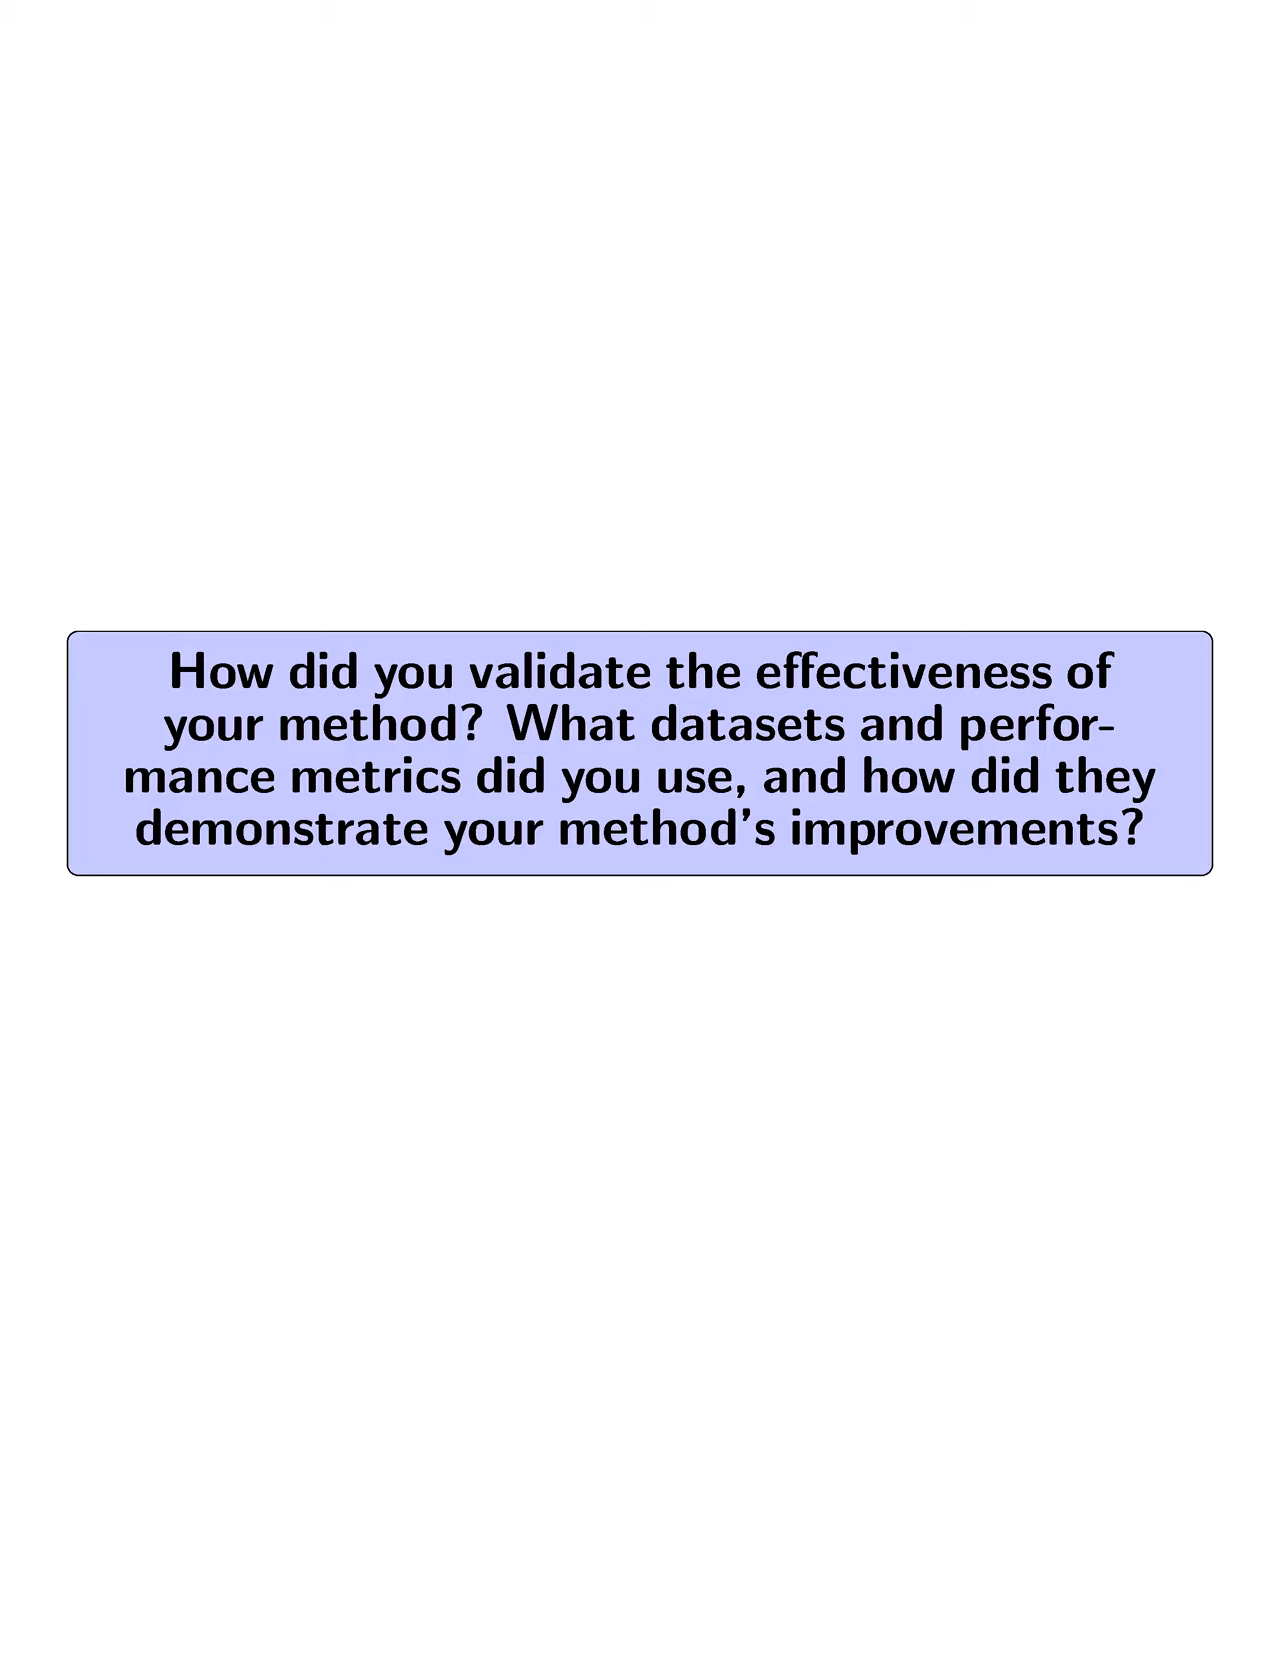 How did you validate the effectiveness of
your method? What datasets and perfor-
mance metrics did you use, and how did they
demonstrate your method's improvements?